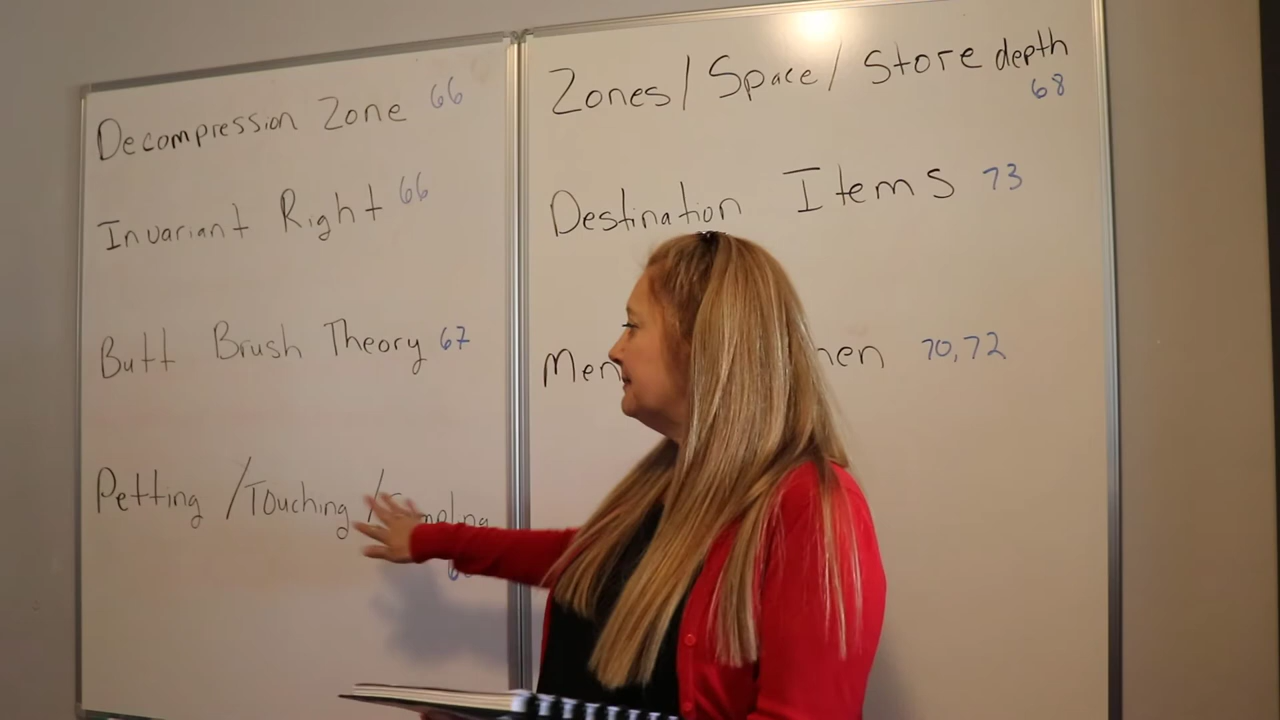 Decompression Zone 66
Invariant Right 66
Butt Brush Theory 67
Petting / Touching /
Zones / Space / Store depth
68
Destination Items 73
Men 70, 72